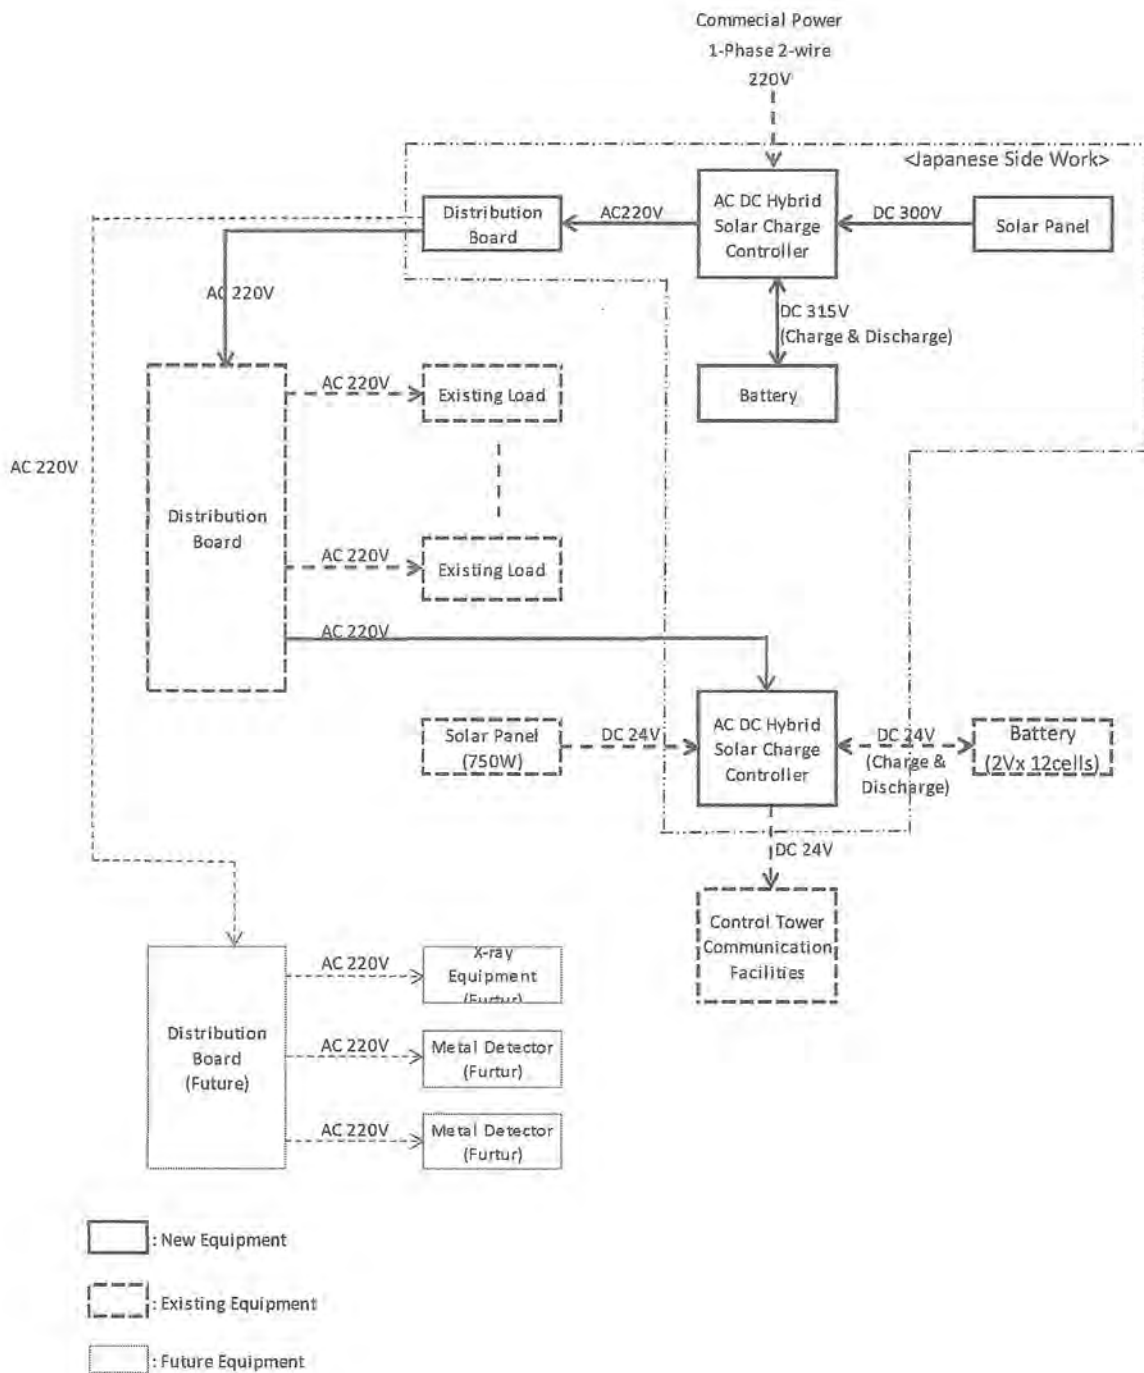 Commecial Power
1-Phase 2-wire
220V
<Japanese Side Work>
Distribution
Board
AC220V
AC DC Hybrid
Solar Charge
Controller
DC 300V
Solar Panel
AC 220V
DC 315V
(Charge & Discharge)
Battery
AC 220V
Existing Load
AC 220V
Distribution
Board
AC 220V
Existing Load
AC 220V
Solar Panel
(750W)
DC 24V
AC DC Hybrid
Solar Charge
Controller
DC 24V
(Charge &
Discharge)
Battery
(2Vx 12cells)
DC 24V
Control Tower
Communication
Facilities
Distribution
Board
(Future)
AC 220V
X-ray
Equipment
(Furtur)
AC 220V
Metal Detector
(Furtur)
AC 220V
Metal Detector
(Furtur)
: New Equipment
: Existing Equipment
: Future Equipment